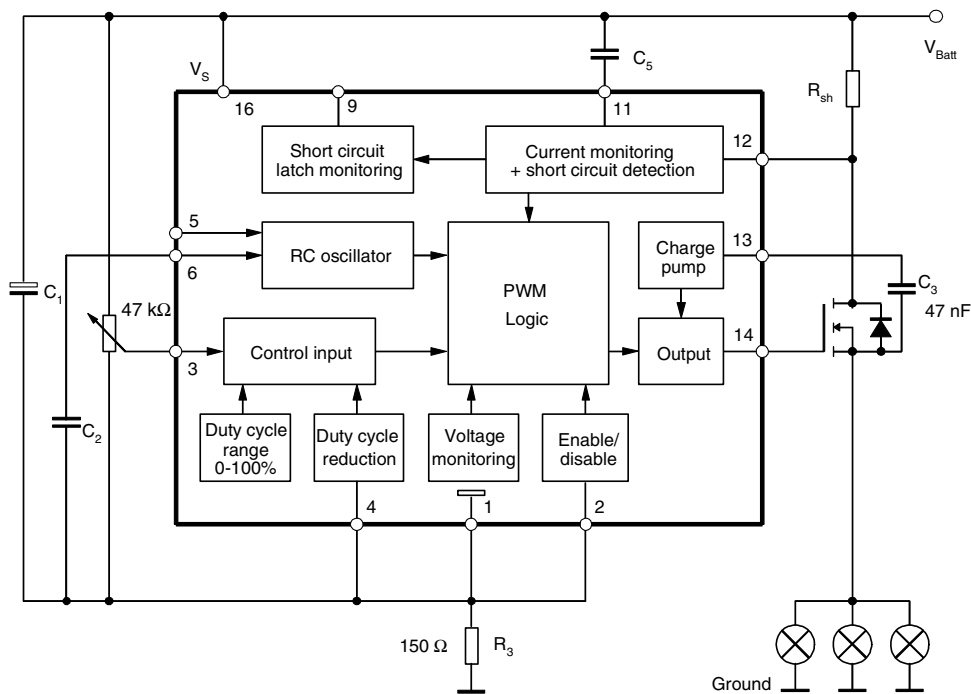 V_Batt
V_S
C_5
R_sh
16
9
11
12
Short circuit
latch monitoring
Current monitoring
+ short circuit detection
5
6
RC oscillator
PWM
Logic
Charge
pump
13
C_3
47 nF
C_1
47 kΩ
3
Control input
Output
14
C_2
Duty cycle
range
0-100%
Duty cycle
reduction
Voltage
monitoring
Enable/
disable
4
1
2
150 Ω
R_3
Ground